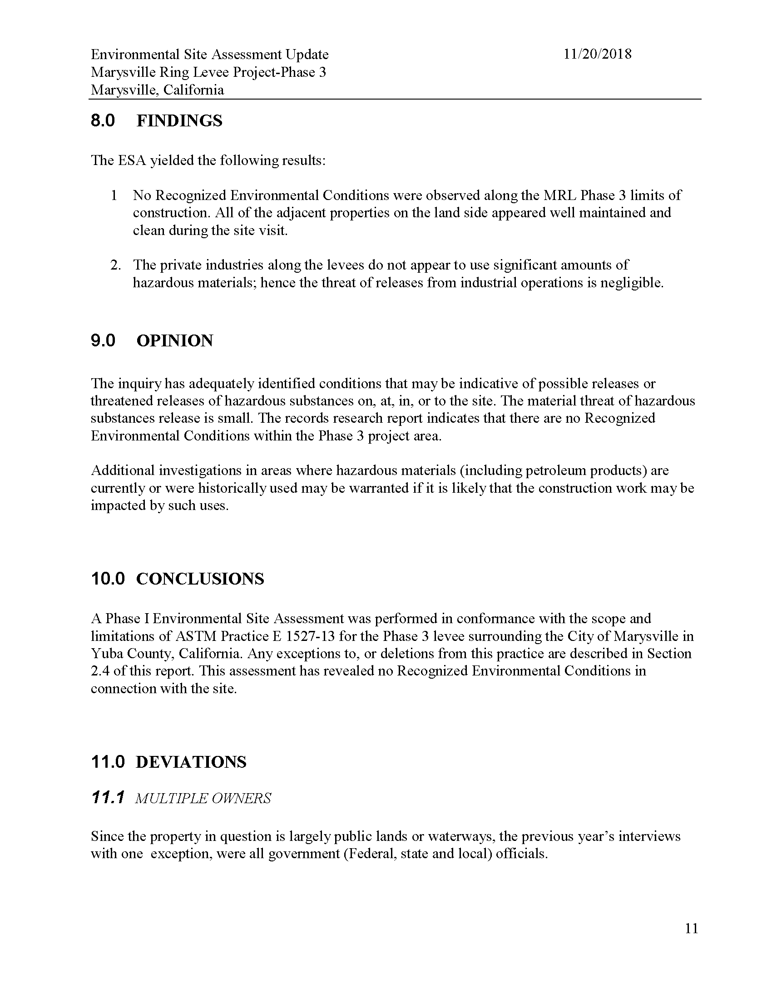 Environmental Site Assessment Update 11/20/2018
Marysville Ring Levee Project-Phase 3
Marysville, California
8.0 FINDINGS
The ESA yielded the following results:
1 No Recognized Environmental Conditions were observed along the MRL Phase 3 limits of
construction. All of the adjacent properties on the land side appeared well maintained and
clean during the site visit.
2. The private industries along the levees do not appear to use significant amounts of
hazardous materials; hence the threat of releases from industrial operations is negligible.
9.0 OPINION
The inquiry has adequately identified conditions that may be indicative of possible releases or
threatened releases of hazardous substances on, at, in, or to the site. The material threat of hazardous
substances release is small. The records research report indicates that there are no Recognized
Environmental Conditions within the Phase 3 project area.
Additional investigations in areas where hazardous materials (including petroleum products) are
currently or were historically used may be warranted if it is likely that the construction work may be
impacted by such uses.
10.0 CONCLUSIONS
A Phase I Environmental Site Assessment was performed in conformance with the scope and
limitations of ASTM Practice E 1527-13 for the Phase 3 levee surrounding the City of Marysville in
Yuba County, California. Any exceptions to, or deletions from this practice are described in Section
2.4 of this report. This assessment has revealed no Recognized Environmental Conditions in
connection with the site.
11.0 DEVIATIONS
11.1 MULTIPLE OWNERS
Since the property in question is largely public lands or waterways, the previous year’s interviews
with one  exception, were all government (Federal, state and local) officials.
11